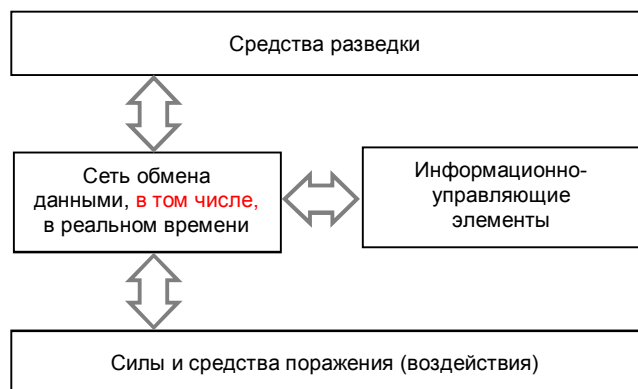 Средства разведки
Сеть обмена
данными, в том числе,
в реальном времени
Информационно-
управляющие
элементы
Силы и средства поражения (воздействия)